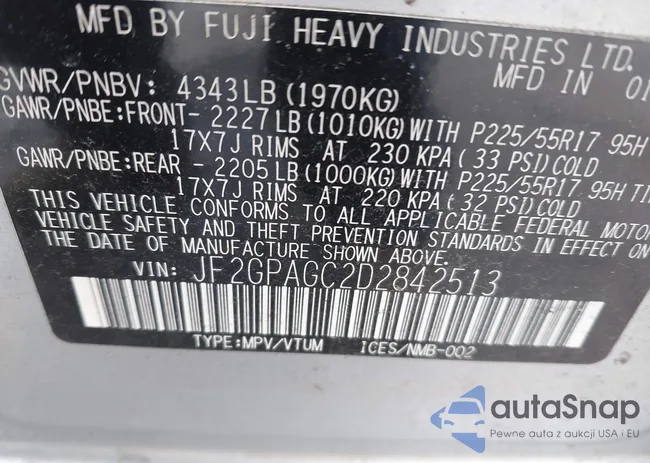 MFD BY FUJI HEAVY INDUSTRIES LTD.
MFD IN 01
GVWR/PNBV: 4343LB (1970KG)
GAWR/PNBE:FRONT- 2227LB (1010KG) WITH P225/55R17 95H
17X7J RIMS AT 230 KPA (33 PSI) COLD
GAWR/PNBE:REAR - 2205LB (1000KG) WITH P225/55R17 95H TI
17X7J RIMS AT 220 KPA (32 PSI) COLD
THIS VEHICLE CONFORMS TO ALL APPLICABLE FEDERAL MOTOR
VEHICLE SAFETY AND THEFT PREVENTION STANDARDS IN EFFECT ON
THE DATE OF MANUFACTURE SHOWN ABOVE.
VIN: JF2GPAGC2D2842513
TYPE:MPV/VTUM ICES/NMB-002
autaSnap
Pewne auta z aukcji USA i EU